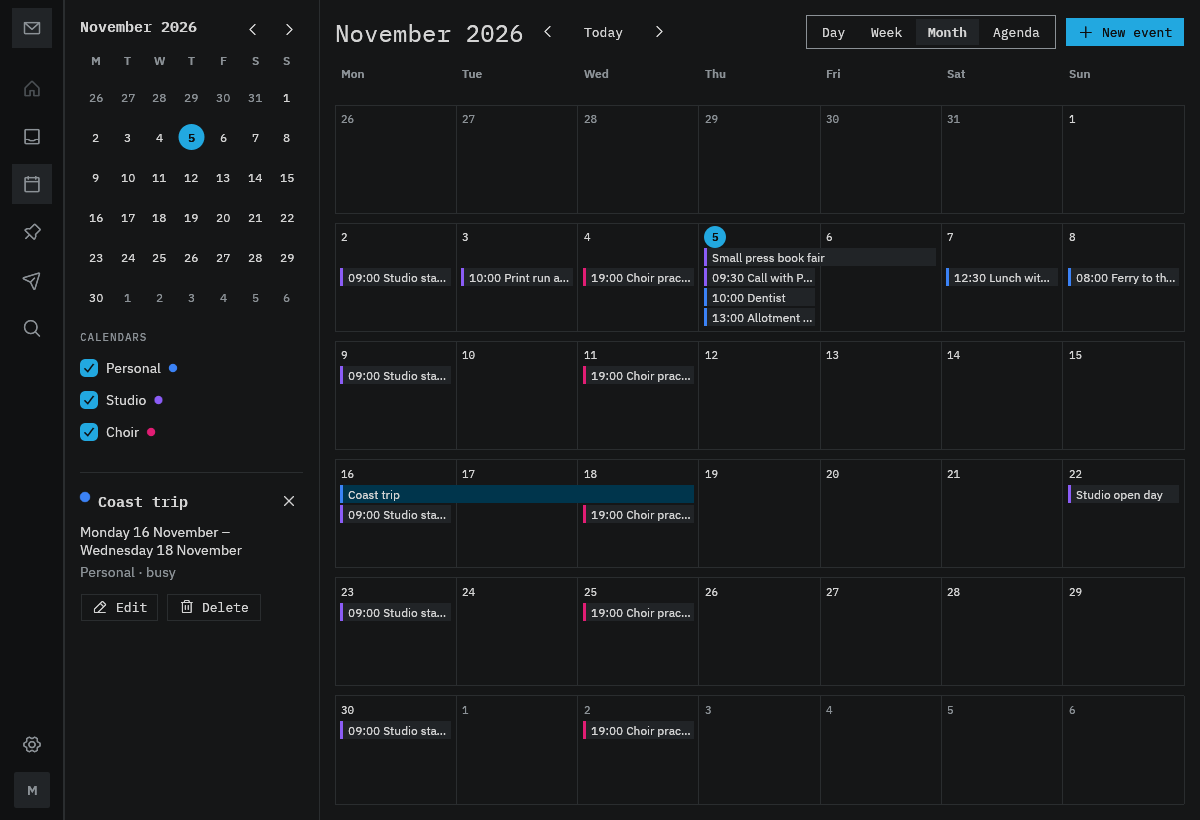 November 2026
M T W T F S S
26 27 28 29 30 31 1
2 3 4 5 6 7 8
9 10 11 12 13 14 15
16 17 18 19 20 21 22
23 24 25 26 27 28 29
30 1 2 3 4 5 6
CALENDARS
Personal
Studio
Choir
Coast trip
Monday 16 November –
Wednesday 18 November
Personal · busy
Edit Delete
M
November 2026 Today Day Week Month Agenda + New event
Mon Tue Wed Thu Fri Sat Sun
26 27 28 29 30 31 1
2 3 4 5 6 7 8
Small press book fair
09:00 Studio sta... 10:00 Print run a... 19:00 Choir prac... 09:30 Call with P... 12:30 Lunch wit... 08:00 Ferry to th...
10:00 Dentist
13:00 Allotment ...
9 10 11 12 13 14 15
09:00 Studio sta... 19:00 Choir prac...
16 17 18 19 20 21 22
Coast trip Studio open day
09:00 Studio sta... 19:00 Choir prac...
23 24 25 26 27 28 29
09:00 Studio sta... 19:00 Choir prac...
30 1 2 3 4 5 6
09:00 Studio sta... 19:00 Choir prac...